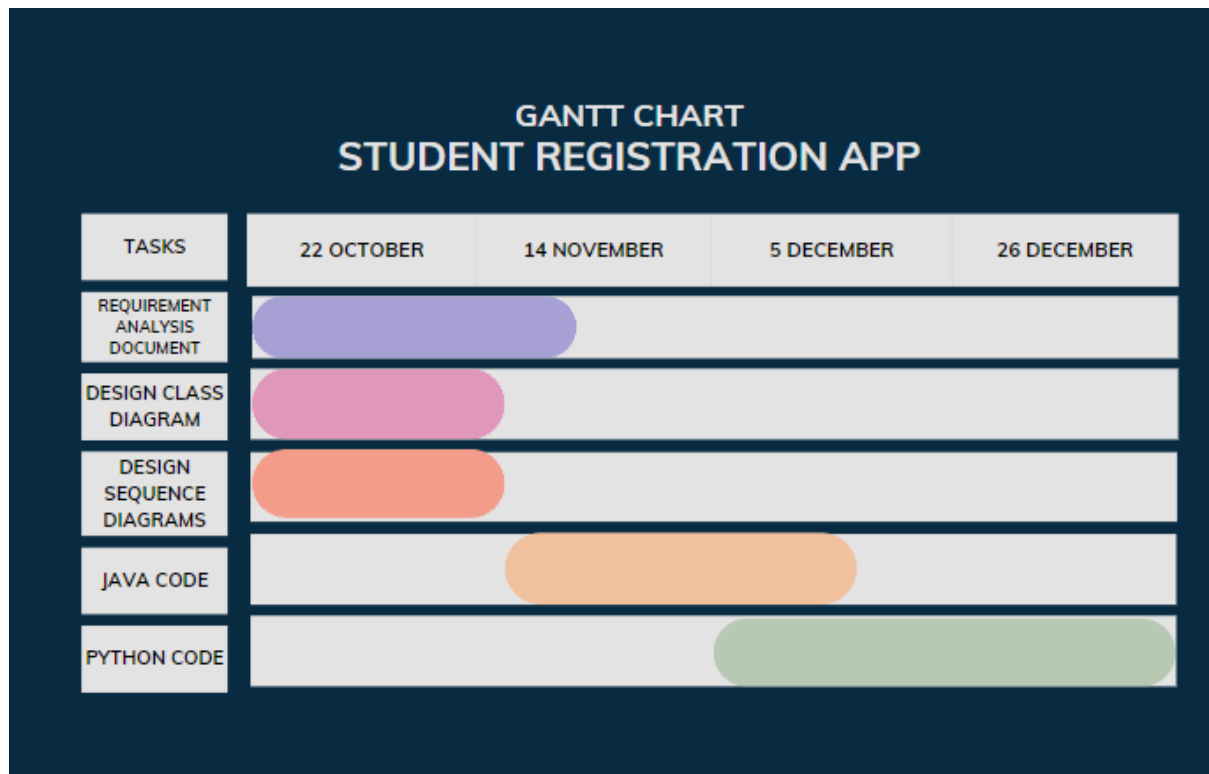 GANTT CHART
STUDENT REGISTRATION APP
TASKS
22 OCTOBER
14 NOVEMBER
5 DECEMBER
26 DECEMBER
REQUIREMENT
ANALYSIS
DOCUMENT
DESIGN CLASS
DIAGRAM
DESIGN
SEQUENCE
DIAGRAMS
JAVA CODE
PYTHON CODE